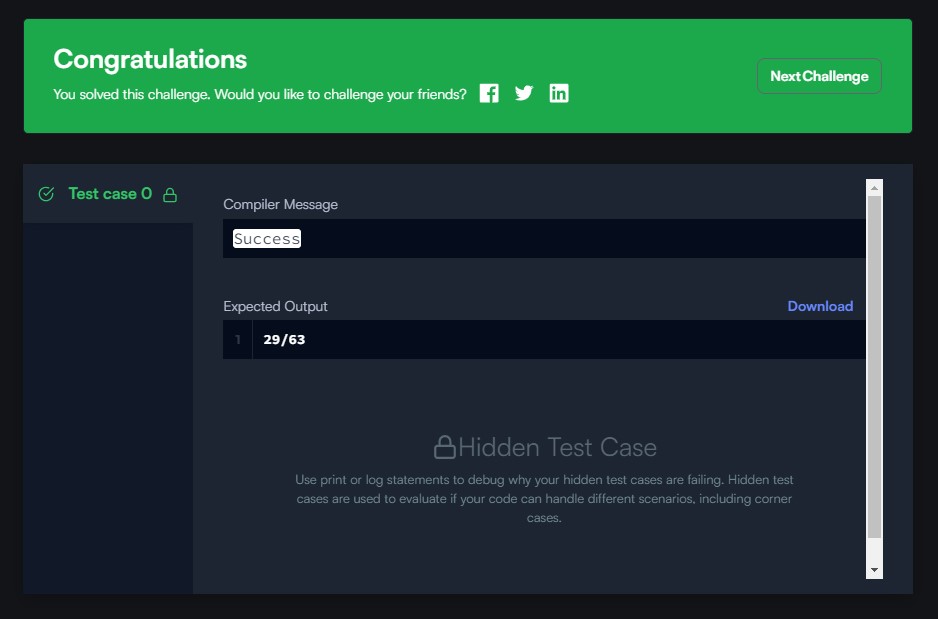 Congratulations
You solved this challenge. Would you like to challenge your friends?
Next Challenge
Test case 0
Compiler Message
Success
Expected Output
Download
1
29/63
Hidden Test Case
Use print or log statements to debug why your hidden test cases are failing. Hidden test
cases are used to evaluate if your code can handle different scenarios, including corner
cases.